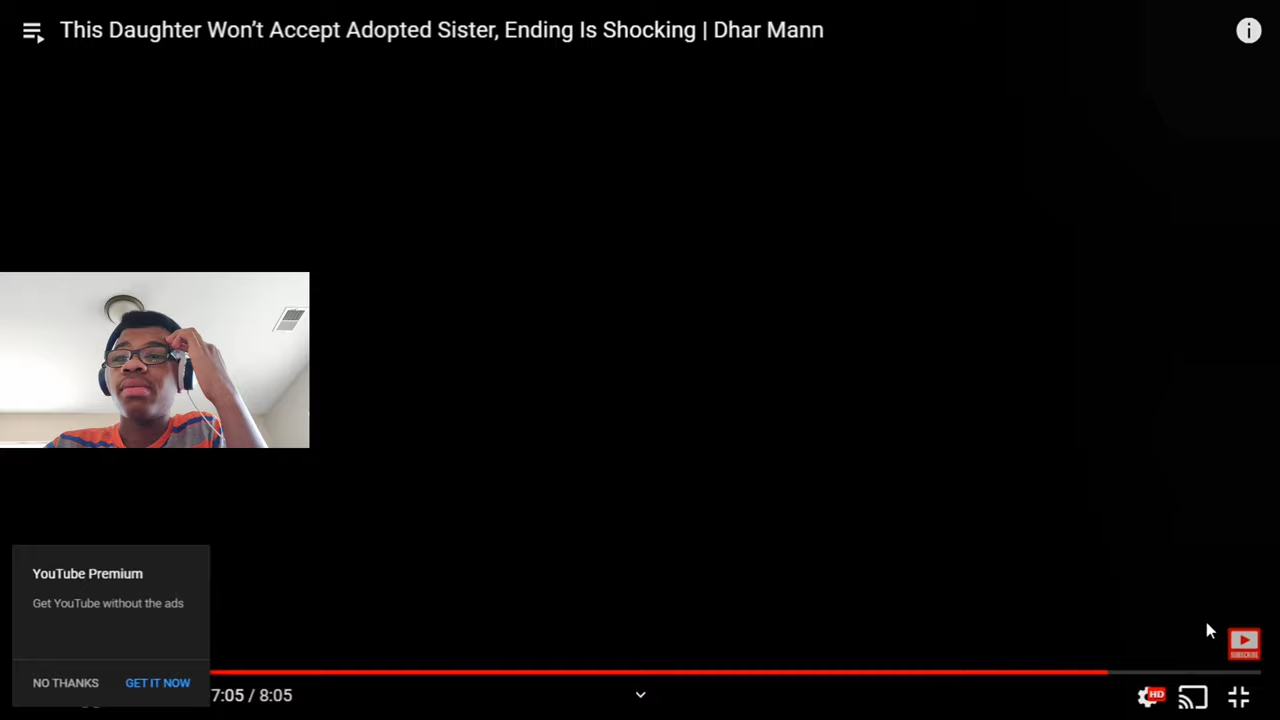 This Daughter Won’t Accept Adopted Sister, Ending Is Shocking | Dhar Mann
YouTube Premium
Get YouTube without the ads
SUBSCRIBE
NO THANKS GET IT NOW
7:05 / 8:05
HD